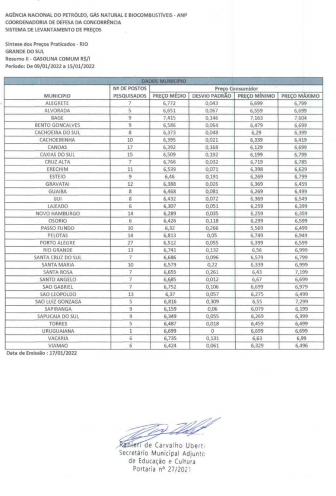 AGÊNCIA NACIONAL DO PETRÓLEO, GÁS NATURAL E BIOCOMBUSTÍVEIS - ANP
COORDENADORIA DE DEFESA DA CONCORRÊNCIA
SISTEMA DE LEVANTAMENTO DE PREÇOS
Síntese dos Preços Praticados - RIO
GRANDE DO SUL
Resumo II - GASOLINA COMUM R$/l
Período: De 09/01/2022 a 15/01/2022
DADOS MUNICÍPIO
Nº DE POSTOS Preço Consumidor
MUNICÍPIO PESQUISADOS PREÇO MÉDIO DESVIO PADRÃO PREÇO MÍNIMO PREÇO MÁXIMO
ALEGRETE 7 6,772 0,043 6,699 6,799
ALVORADA 5 6,651 0,067 6,559 6,699
BAGE 9 7,415 0,146 7,163 7,604
BENTO GONCALVES 9 6,586 0,064 6,479 6,699
CACHOEIRA DO SUL 8 6,373 0,048 6,29 6,399
CACHOEIRINHA 10 6,395 0,021 6,339 6,419
CANOAS 17 6,392 0,168 6,129 6,699
CAXIAS DO SUL 15 6,509 0,192 6,199 6,799
CRUZ ALTA 7 6,766 0,032 6,719 6,785
ERECHIM 11 6,539 0,071 6,398 6,629
ESTEIO 9 6,46 0,191 6,269 6,799
GRAVATAI 12 6,388 0,026 6,369 6,459
GUAIBA 8 6,468 0,081 6,269 6,499
IJUI 8 6,432 0,072 6,369 6,549
LAJEADO 6 6,307 0,051 6,259 6,399
NOVO HAMBURGO 14 6,289 0,035 6,259 6,359
OSORIO 6 6,426 0,118 6,299 6,599
PASSO FUNDO 10 6,32 0,266 5,569 6,499
PELOTAS 14 6,813 0,05 6,749 6,949
PORTO ALEGRE 27 6,512 0,055 6,399 6,599
RIO GRANDE 13 6,741 0,132 6,56 6,999
SANTA CRUZ DO SUL 7 6,686 0,096 6,579 6,799
SANTA MARIA 10 6,579 0,22 6,339 6,999
SANTA ROSA 7 6,655 0,261 6,43 7,199
SANTO ANGELO 7 6,685 0,012 6,67 6,699
SAO GABRIEL 7 6,752 0,106 6,699 6,979
SAO LEOPOLDO 13 6,37 0,057 6,275 6,499
SAO LUIZ GONZAGA 5 6,816 0,309 6,55 7,299
SAPIRANGA 9 6,159 0,06 6,079 6,199
SAPUCAIA DO SUL 9 6,349 0,055 6,269 6,399
TORRES 5 6,487 0,018 6,459 6,499
URUGUAIANA 1 6,699 0 6,699 6,699
VACARIA 6 6,735 0,131 6,63 6,99
VIAMAO 6 6,424 0,061 6,329 6,496
Data de Emissão : 17/01/2022
Ranieri de Carvalho Uberti
Secretário Municipal Adjunto
de Educação e Cultura
Portaria nº 27/2021